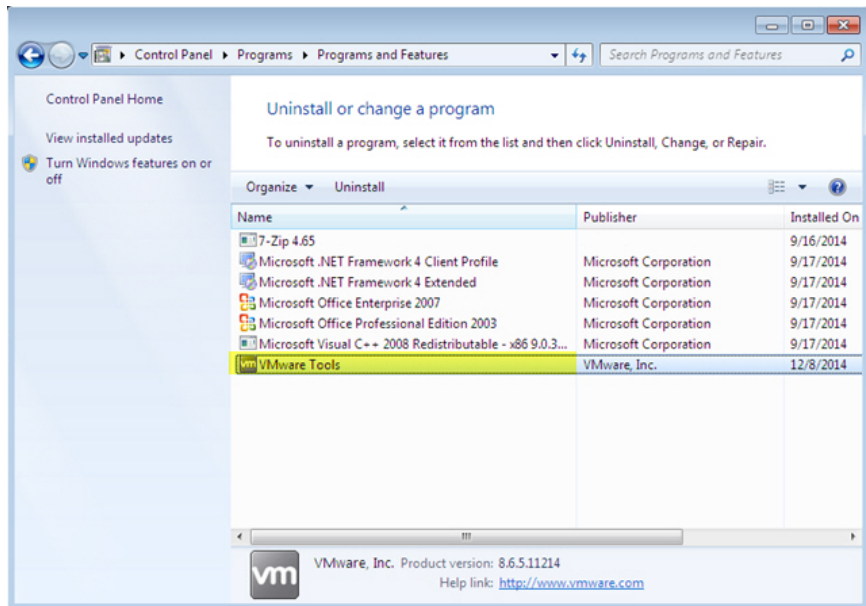 Control Panel Programs Programs and Features Search Programs and Features
Control Panel Home
View installed updates
Turn Windows features on or
off
Uninstall or change a program
To uninstall a program, select it from the list and then click Uninstall, Change, or Repair.
Organize Uninstall
Name Publisher Installed On
7-Zip 4.65 9/16/2014
Microsoft .NET Framework 4 Client Profile Microsoft Corporation 9/17/2014
Microsoft .NET Framework 4 Extended Microsoft Corporation 9/17/2014
Microsoft Office Enterprise 2007 Microsoft Corporation 9/17/2014
Microsoft Office Professional Edition 2003 Microsoft Corporation 9/17/2014
Microsoft Visual C++ 2008 Redistributable - x86 9.0.3... Microsoft Corporation 9/17/2014
vm VMware Tools VMware, Inc. 12/8/2014
vm VMware, Inc. Product version: 8.6.5.11214
Help link: http://www.vmware.com